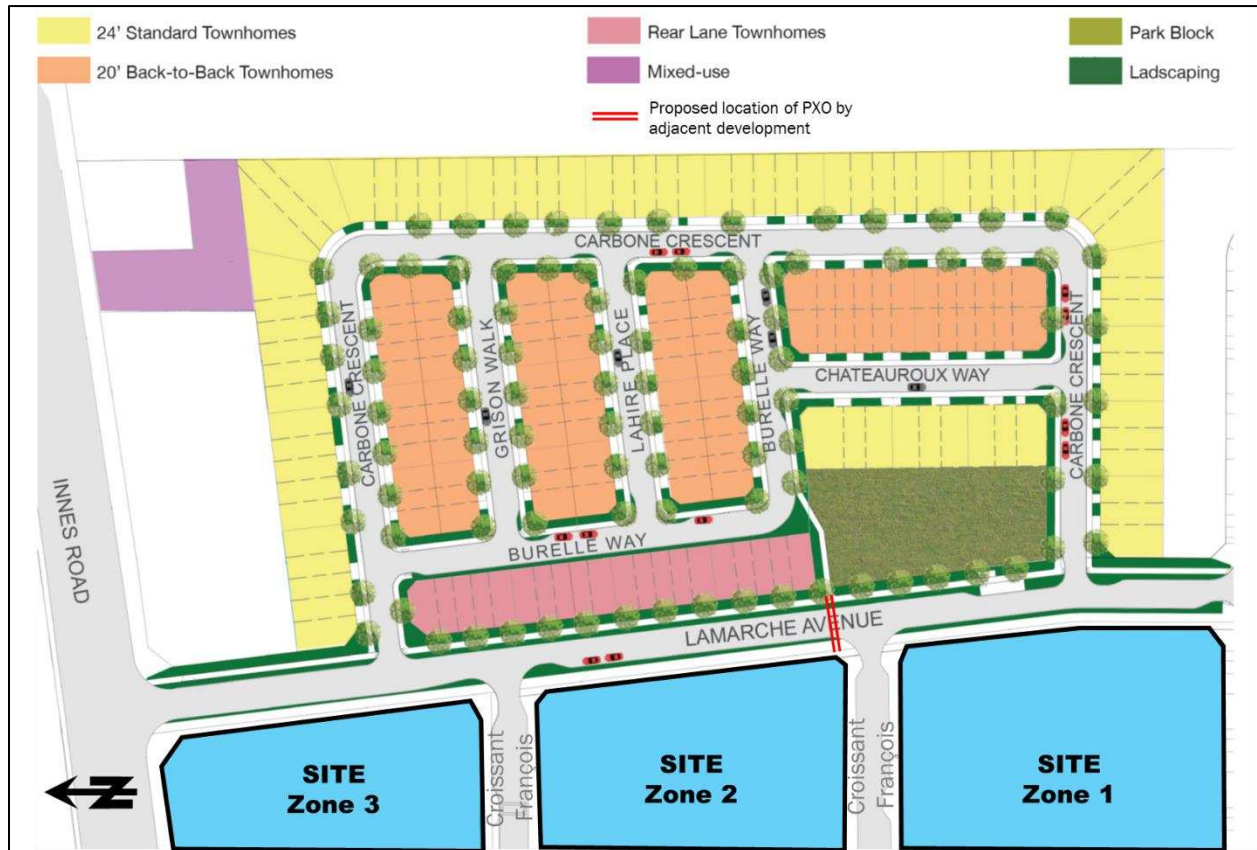 24' Standard Townhomes
Rear Lane Townhomes
Park Block
20' Back-to-Back Townhomes
Mixed-use
Ladscaping
Proposed location of PXO by
adjacent development
CARBONE CRESCENT
CARBONE CRESCENT
GRISON WALK
LAHIRE PLACE
BURELLE WAY
CHATEAUROUX WAY
CARBONE CRESCENT
INNES ROAD
BURELLE WAY
LAMARCHE AVENUE
SITE
Zone 3
Croissant
François
SITE
Zone 2
Croissant
François
SITE
Zone 1
N